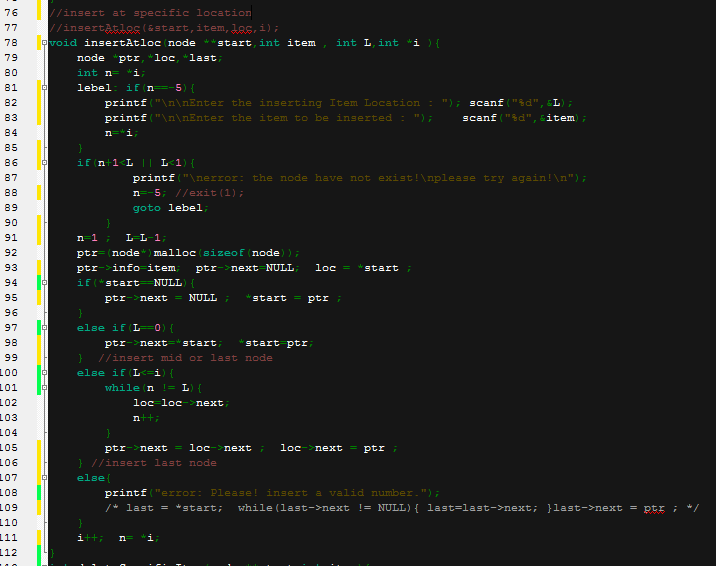 76 //insert at specific location
77 //insertAtloc(&start,item,loc,i);
78 void insertAtloc(node **start,int item , int L,int *i ){
79 node *ptr,*loc,*last;
80 int n= *i;
81 lebel: if(n==-5){
82 printf("\n\nEnter the inserting Item Location : "); scanf("%d",&L);
83 printf("\n\nEnter the item to be inserted : "); scanf("%d",&item);
84 n=*i;
85 }
86 if(n+1<L || L<1){
87 printf("\nerror: the node have not exist!\nplease try again!\n");
88 n=-5; //exit(1);
89 goto lebel;
90 }
91 n=1 ; L=L-1;
92 ptr=(node*)malloc(sizeof(node));
93 ptr->info=item; ptr->next=NULL; loc = *start ;
94 if(*start==NULL){
95 ptr->next = NULL ; *start = ptr ;
96 }
97 else if(L==0){
98 ptr->next=*start; *start=ptr;
99 } //insert mid or last node
100 else if(L<=i){
101 while(n != L){
102 loc=loc->next;
103 n++;
104 }
105 ptr->next = loc->next ; loc->next = ptr ;
106 } //insert last node
107 else{
108 printf("error: Please! insert a valid number.");
109 /* last = *start; while(last->next != NULL){ last=last->next; }last->next = ptr ; */
110 }
111 i++; n= *i;
112 }